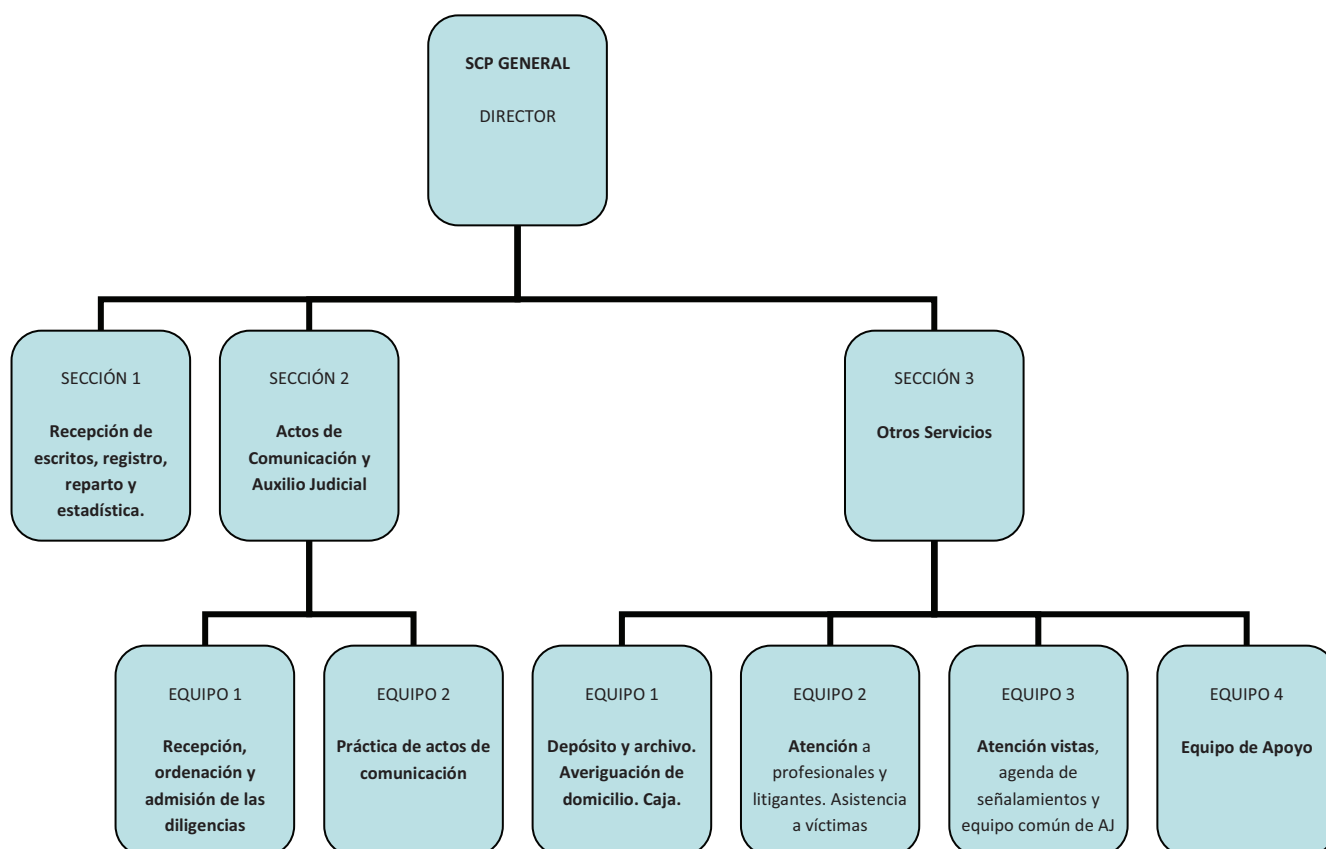 SCP GENERAL
DIRECTOR
SECCIÓN 1
Recepción de
escritos, registro,
reparto y
estadística.
SECCIÓN 2
Actos de
Comunicación y
Auxilio Judicial
SECCIÓN 3
Otros Servicios
EQUIPO 1
Recepción,
ordenación y
admisión de las
diligencias
EQUIPO 2
Práctica de actos de
comunicación
EQUIPO 1
Depósito y archivo.
Averiguación de
domicilio. Caja.
EQUIPO 2
Atención a
profesionales y
litigantes. Asistencia
a víctimas
EQUIPO 3
Atención vistas,
agenda de
señalamientos y
equipo común de AJ
EQUIPO 4
Equipo de Apoyo